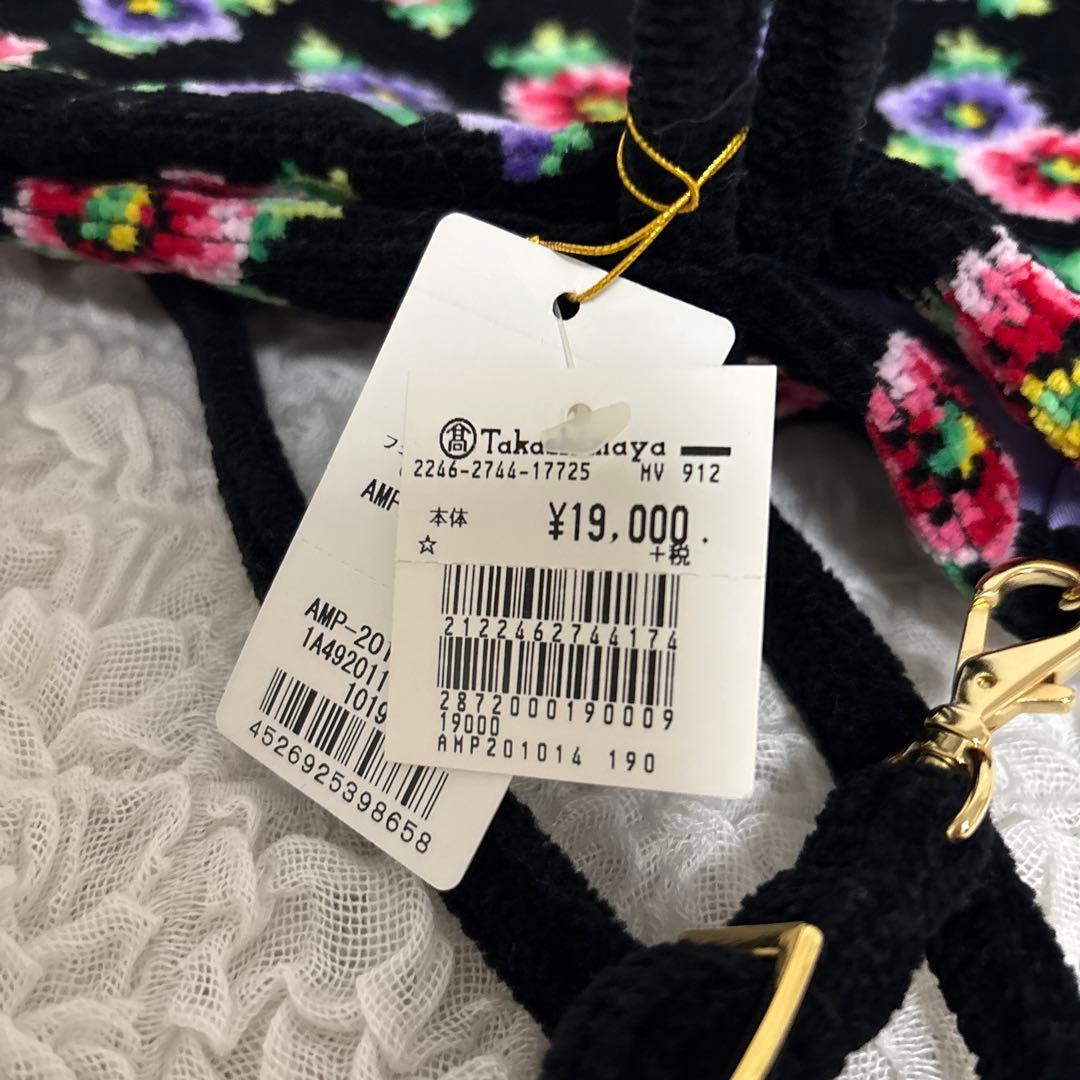 髙 Takashimaya
2246-2744-17725 MV 912
本体 ¥19,000.
☆ +税
2122462744174
2872000190009
19000
AMP201014 190
AMP-201
1A492011
1019
4526925398658